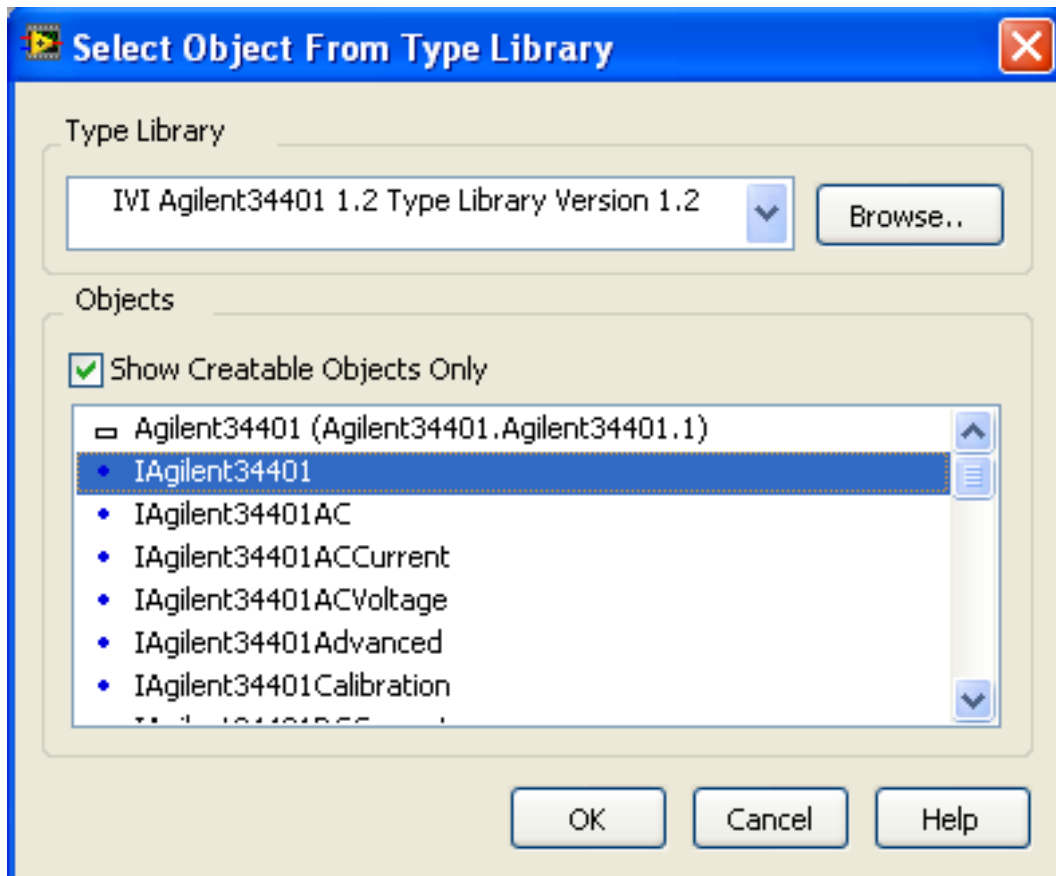 Select Object From Type Library
Type Library
IVI Agilent34401 1.2 Type Library Version 1.2
Browse..
Objects
Show Creatable Objects Only
Agilent34401 (Agilent34401.Agilent34401.1)
IAgilent34401
IAgilent34401AC
IAgilent34401ACCurrent
IAgilent34401ACVoltage
IAgilent34401Advanced
IAgilent34401Calibration
OK
Cancel
Help